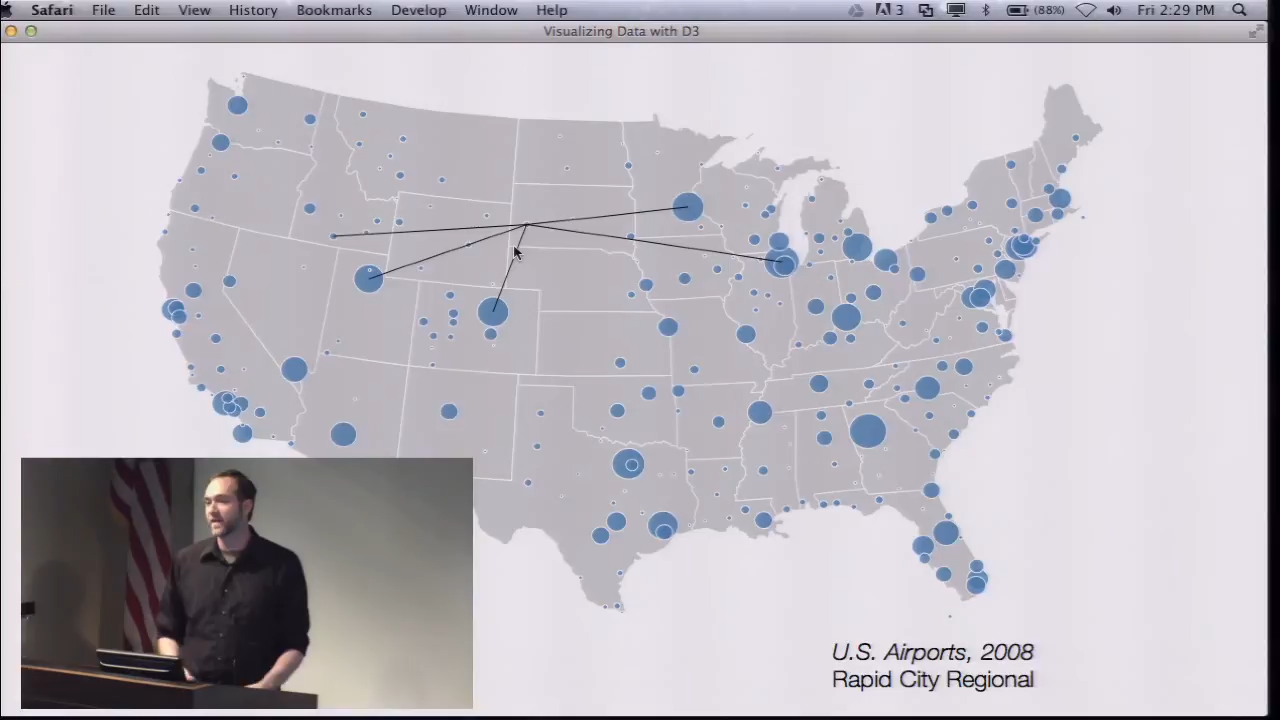 Safari File Edit View History Bookmarks Develop Window Help 3 (88%) Fri 2:29 PM
Visualizing Data with D3
U.S. Airports, 2008
Rapid City Regional